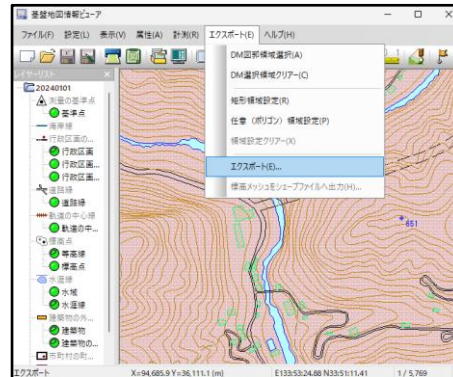 基盤地図情報ビューア
ファイル(F) 設定(L) 表示(V) 属性(A) 計測(R) エクスポート(E) ヘルプ(H)
DM図郭領域選択(A)
DM選択領域クリアー(C)
矩形領域設定(R)
任意（ポリゴン）領域設定(P)
領域設定クリアー(X)
エクスポート(E)...
標高メッシュをシェープファイルへ出力(H)...
レイヤーリスト
20240101
測量の基準点
基準点
海岸線
行政区画の...
行政区画
行政区画...
行政区画...
道路縁
道路縁
軌道の中心線
軌道の中...
標高点
等高線
標高点
水涯線
水域
水涯線
建築物の外...
建築物
建築物の...
市町村の町...
651
エクスポート X=94,685.9 Y=36,111.1 (m) E133:53:24.88 N33:51:11.41 1 / 5,769